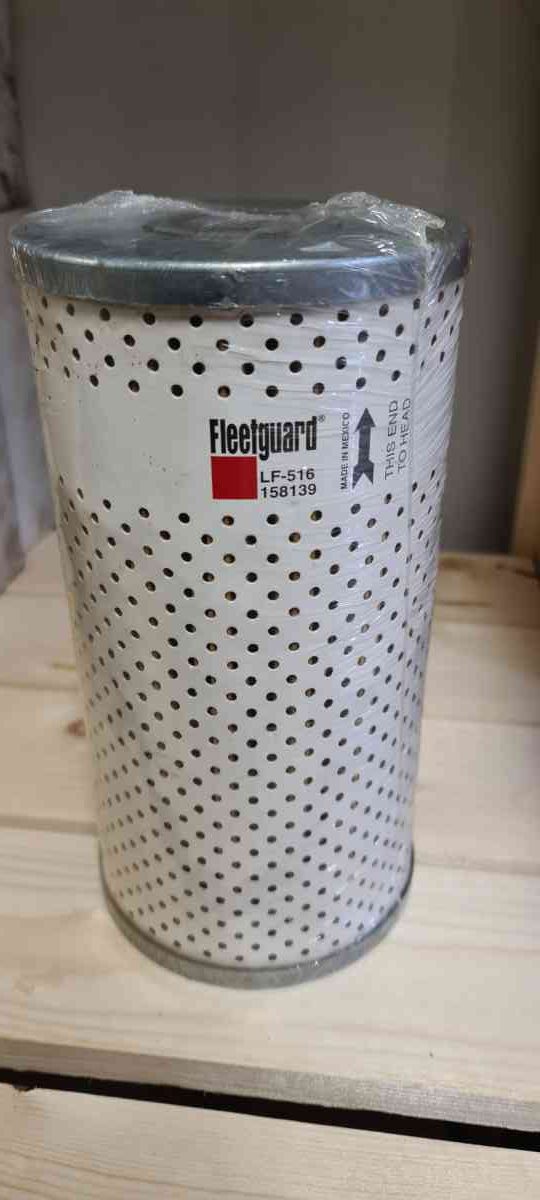 Fleetguard®
LF-516
158139
MADE IN MEXICO
THIS END
TO HEAD